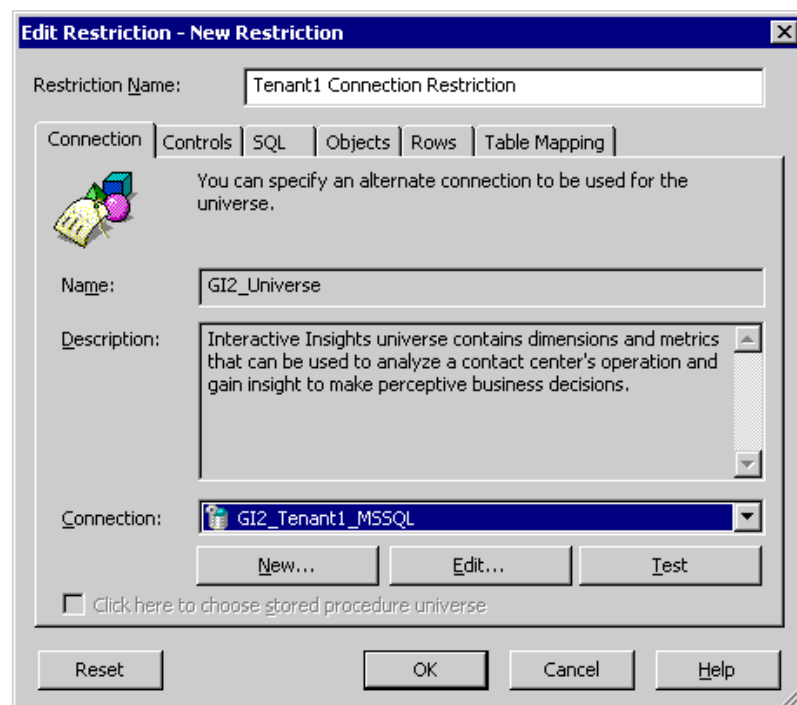 Edit Restriction - New Restriction
Restriction Name: Tenant1 Connection Restriction
Connection Controls SQL Objects Rows Table Mapping
You can specify an alternate connection to be used for the
universe.
Name: GI2_Universe
Description: Interactive Insights universe contains dimensions and metrics
that can be used to analyze a contact center's operation and
gain insight to make perceptive business decisions.
Connection: GI2_Tenant1_MSSQL
New... Edit... Test
Click here to choose stored procedure universe
Reset OK Cancel Help